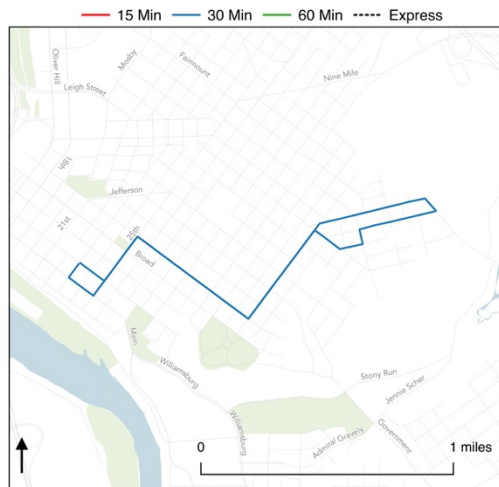 15 Min 30 Min 60 Min Express
Oliver Hill
Mosby
Fairmount
Nine Mile
Leigh Street
18th
Jefferson
21st
25th
Broad
Main
Williamsburg
Stony Run
Jennie Scher
Williamsburg
Government
Admiral Gravely
0 1 miles